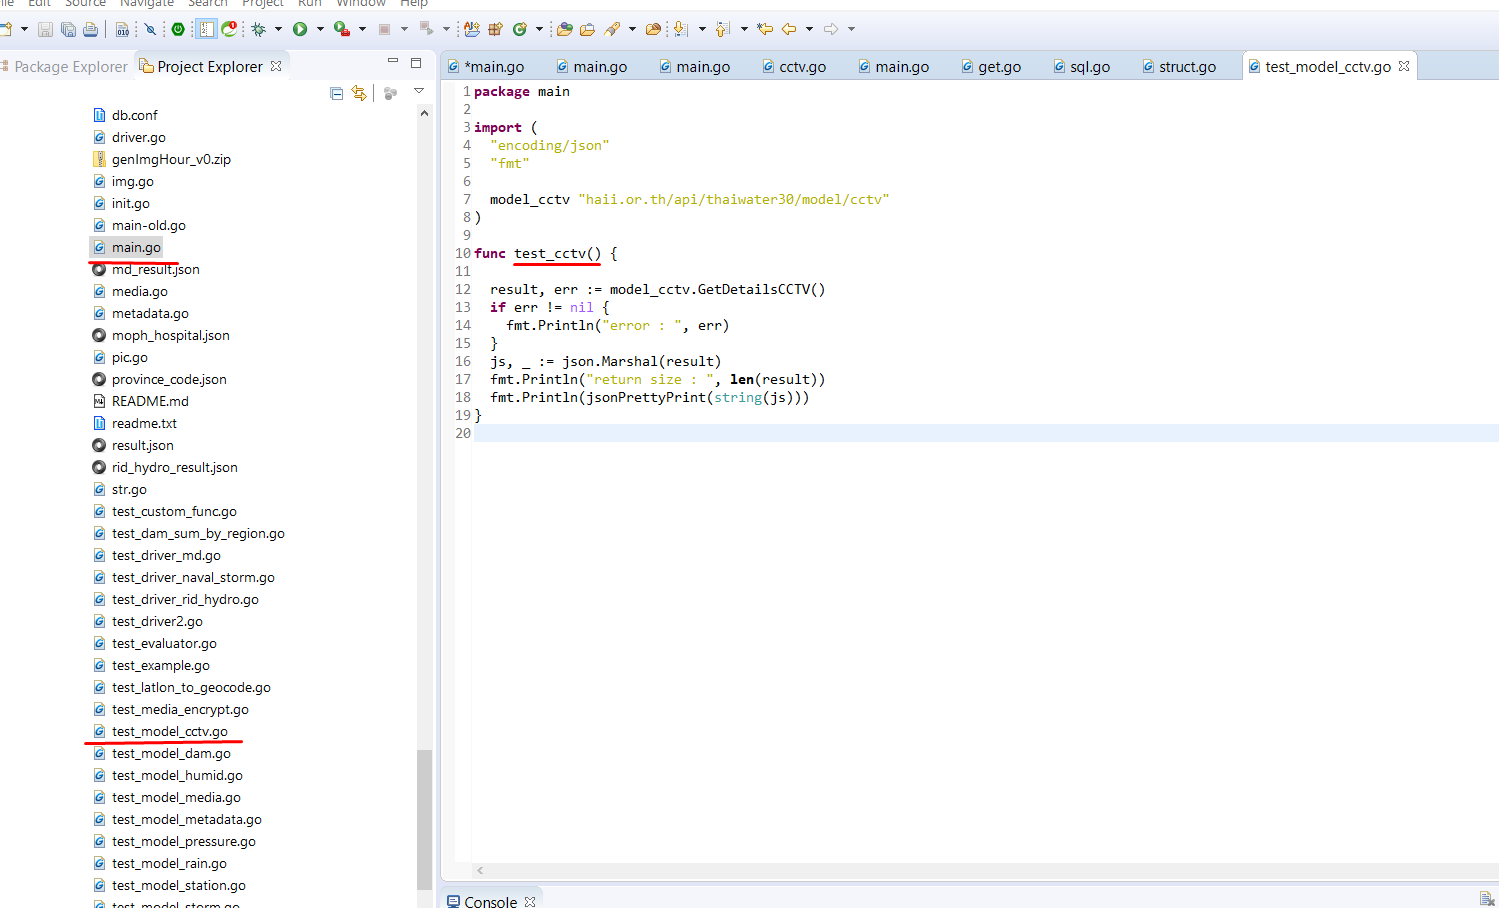 File Edit Source Navigate Search Project Run Window Help
Package Explorer Project Explorer
db.conf
driver.go
genImgHour_v0.zip
img.go
init.go
main-old.go
main.go
md_result.json
media.go
metadata.go
moph_hospital.json
pic.go
province_code.json
README.md
readme.txt
result.json
rid_hydro_result.json
str.go
test_custom_func.go
test_dam_sum_by_region.go
test_driver_md.go
test_driver_naval_storm.go
test_driver_rid_hydro.go
test_driver2.go
test_evaluator.go
test_example.go
test_latlon_to_geocode.go
test_media_encrypt.go
test_model_cctv.go
test_model_dam.go
test_model_humid.go
test_model_media.go
test_model_metadata.go
test_model_pressure.go
test_model_rain.go
test_model_station.go
test_model_storm.go
*main.go main.go main.go cctv.go main.go get.go sql.go struct.go test_model_cctv.go
1 package main
2
3 import (
4 "encoding/json"
5 "fmt"
6
7 model_cctv "haii.or.th/api/thaiwater30/model/cctv"
8 )
9
10 func test_cctv() {
11
12 result, err := model_cctv.GetDetailsCCTV()
13 if err != nil {
14 fmt.Println("error : ", err)
15 }
16 js, _ := json.Marshal(result)
17 fmt.Println("return size : ", len(result))
18 fmt.Println(jsonPrettyPrint(string(js)))
19 }
20
Console